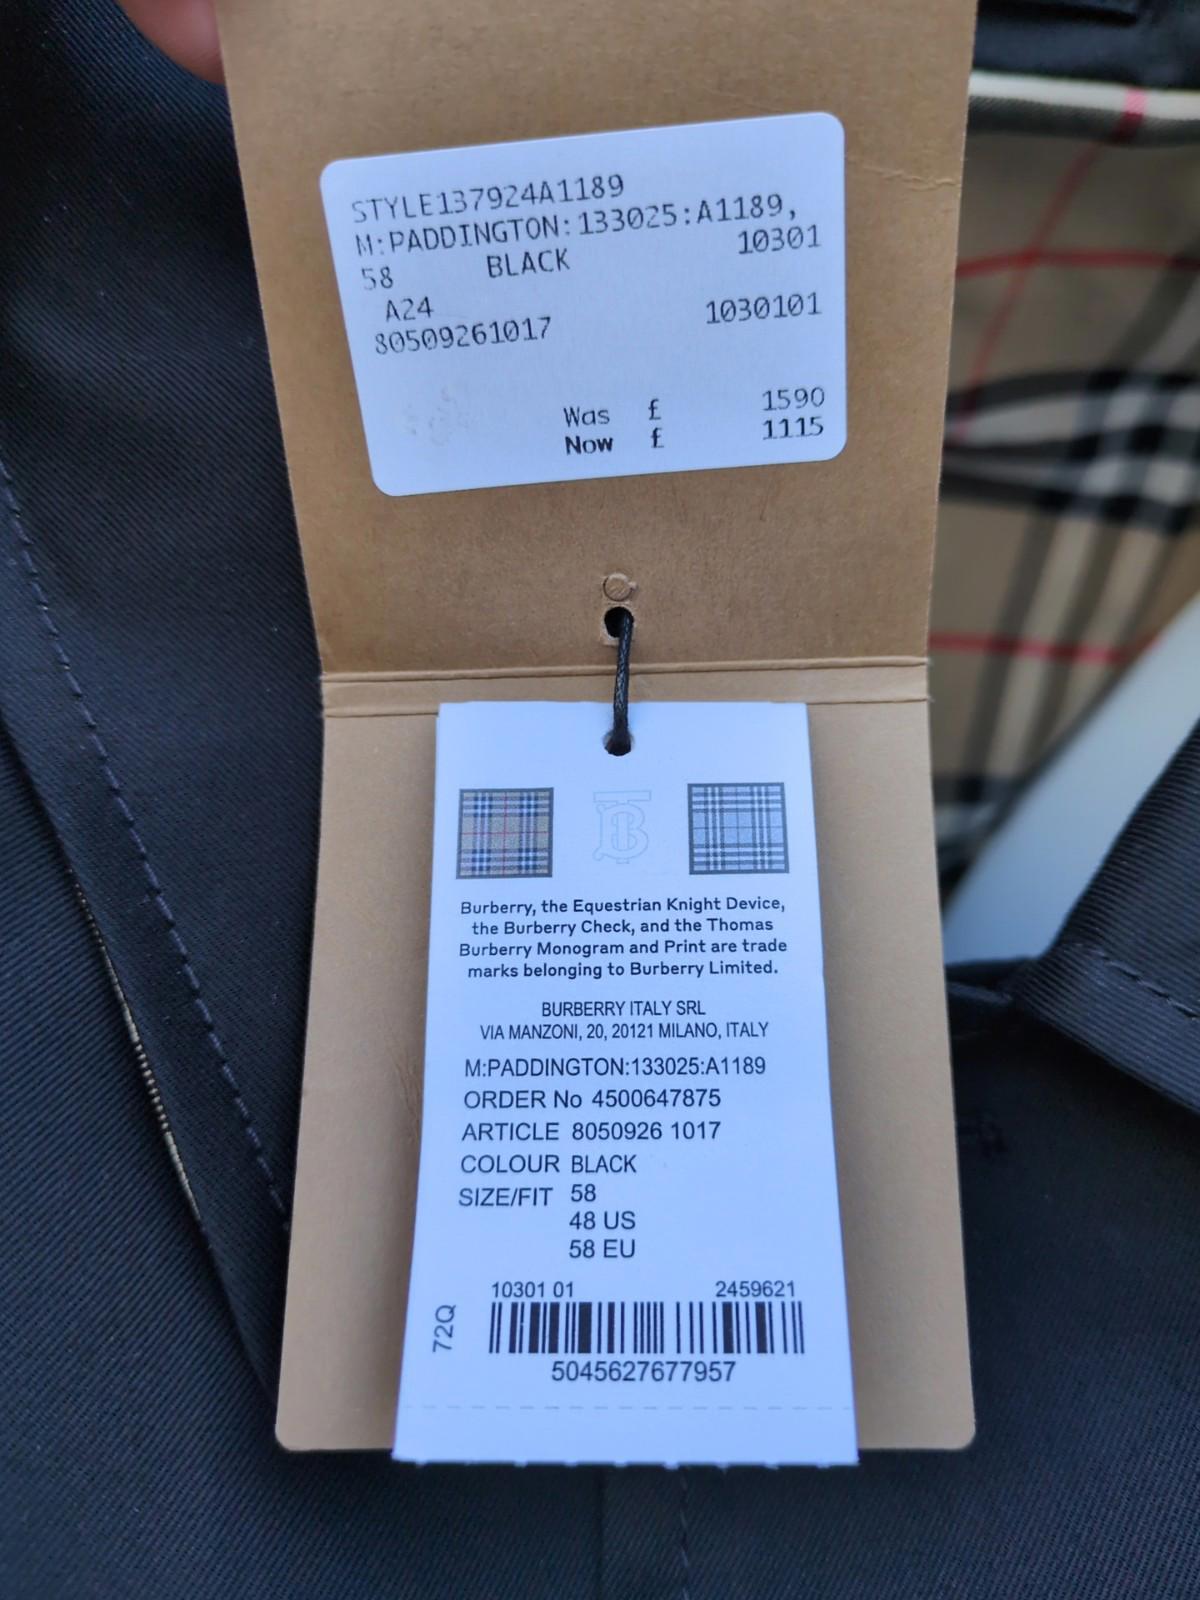 STYLE137924A1189
M:PADDINGTON:133025:A1189,
58 BLACK 10301
A24
80509261017 1030101
Was £ 1590
Now £ 1115
Burberry, the Equestrian Knight Device,
the Burberry Check, and the Thomas
Burberry Monogram and Print are trade
marks belonging to Burberry Limited.
BURBERRY ITALY SRL
VIA MANZONI, 20, 20121 MILANO, ITALY
M:PADDINGTON:133025:A1189
ORDER No 4500647875
ARTICLE 8050926 1017
COLOUR BLACK
SIZE/FIT 58
48 US
58 EU
10301 01 2459621
72Q
5045627677957